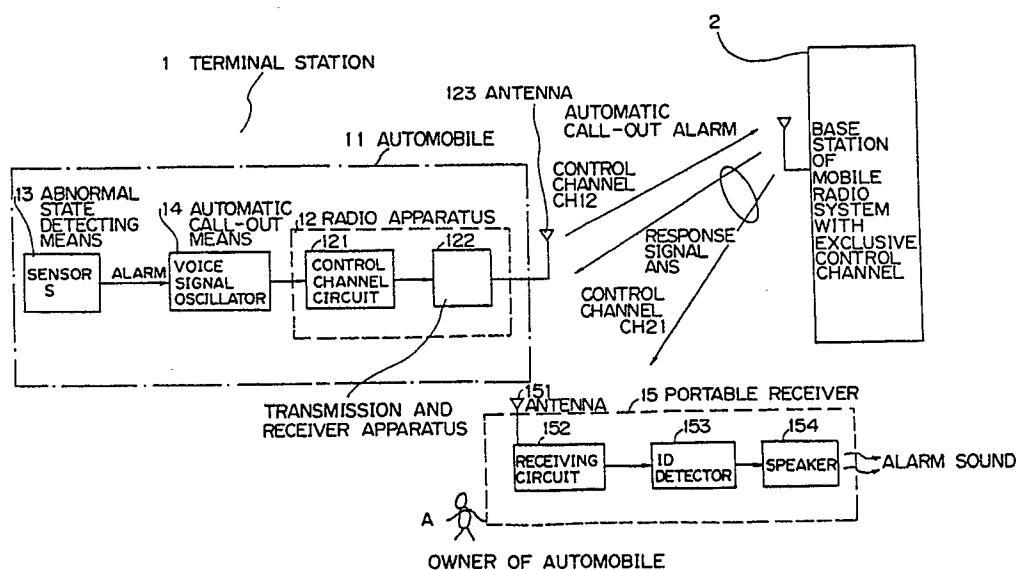 1 TERMINAL STATION
2
123 ANTENNA
11 AUTOMOBILE
AUTOMATIC
CALL-OUT ALARM
CONTROL
CHANNEL
CH12
BASE
STATION
OF
MOBILE
RADIO
SYSTEM
WITH
EXCLUSIVE
CONTROL
CHANNEL
13 ABNORMAL
STATE
DETECTING
MEANS
14 AUTOMATIC
CALL-OUT
MEANS
12 RADIO APPARATUS
121
122
SENSOR
S
ALARM
VOICE
SIGNAL
OSCILLATOR
CONTROL
CHANNEL
CIRCUIT
RESPONSE
SIGNAL
ANS
CONTROL
CHANNEL
CH21
TRANSMISSION AND
RECEIVER APPARATUS
151
ANTENNA
15 PORTABLE RECEIVER
152
153
154
RECEIVING
CIRCUIT
ID
DETECTOR
SPEAKER
ALARM SOUND
A
OWNER OF AUTOMOBILE